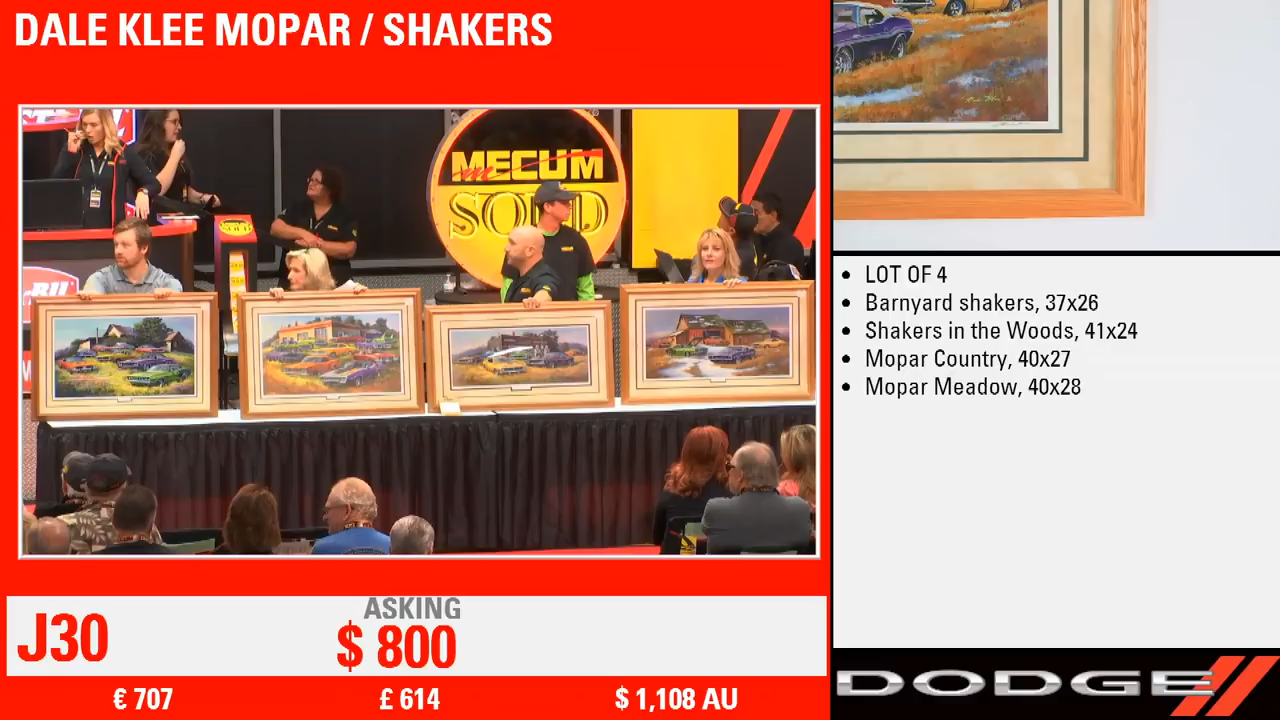 DALE KLEE MOPAR / SHAKERS
MECUM
SOLD
LOT OF 4
Barnyard shakers, 37x26
Shakers in the Woods, 41x24
Mopar Country, 40x27
Mopar Meadow, 40x28
J30
ASKING
$ 800
€ 707
£ 614
$ 1,108 AU
DODGE